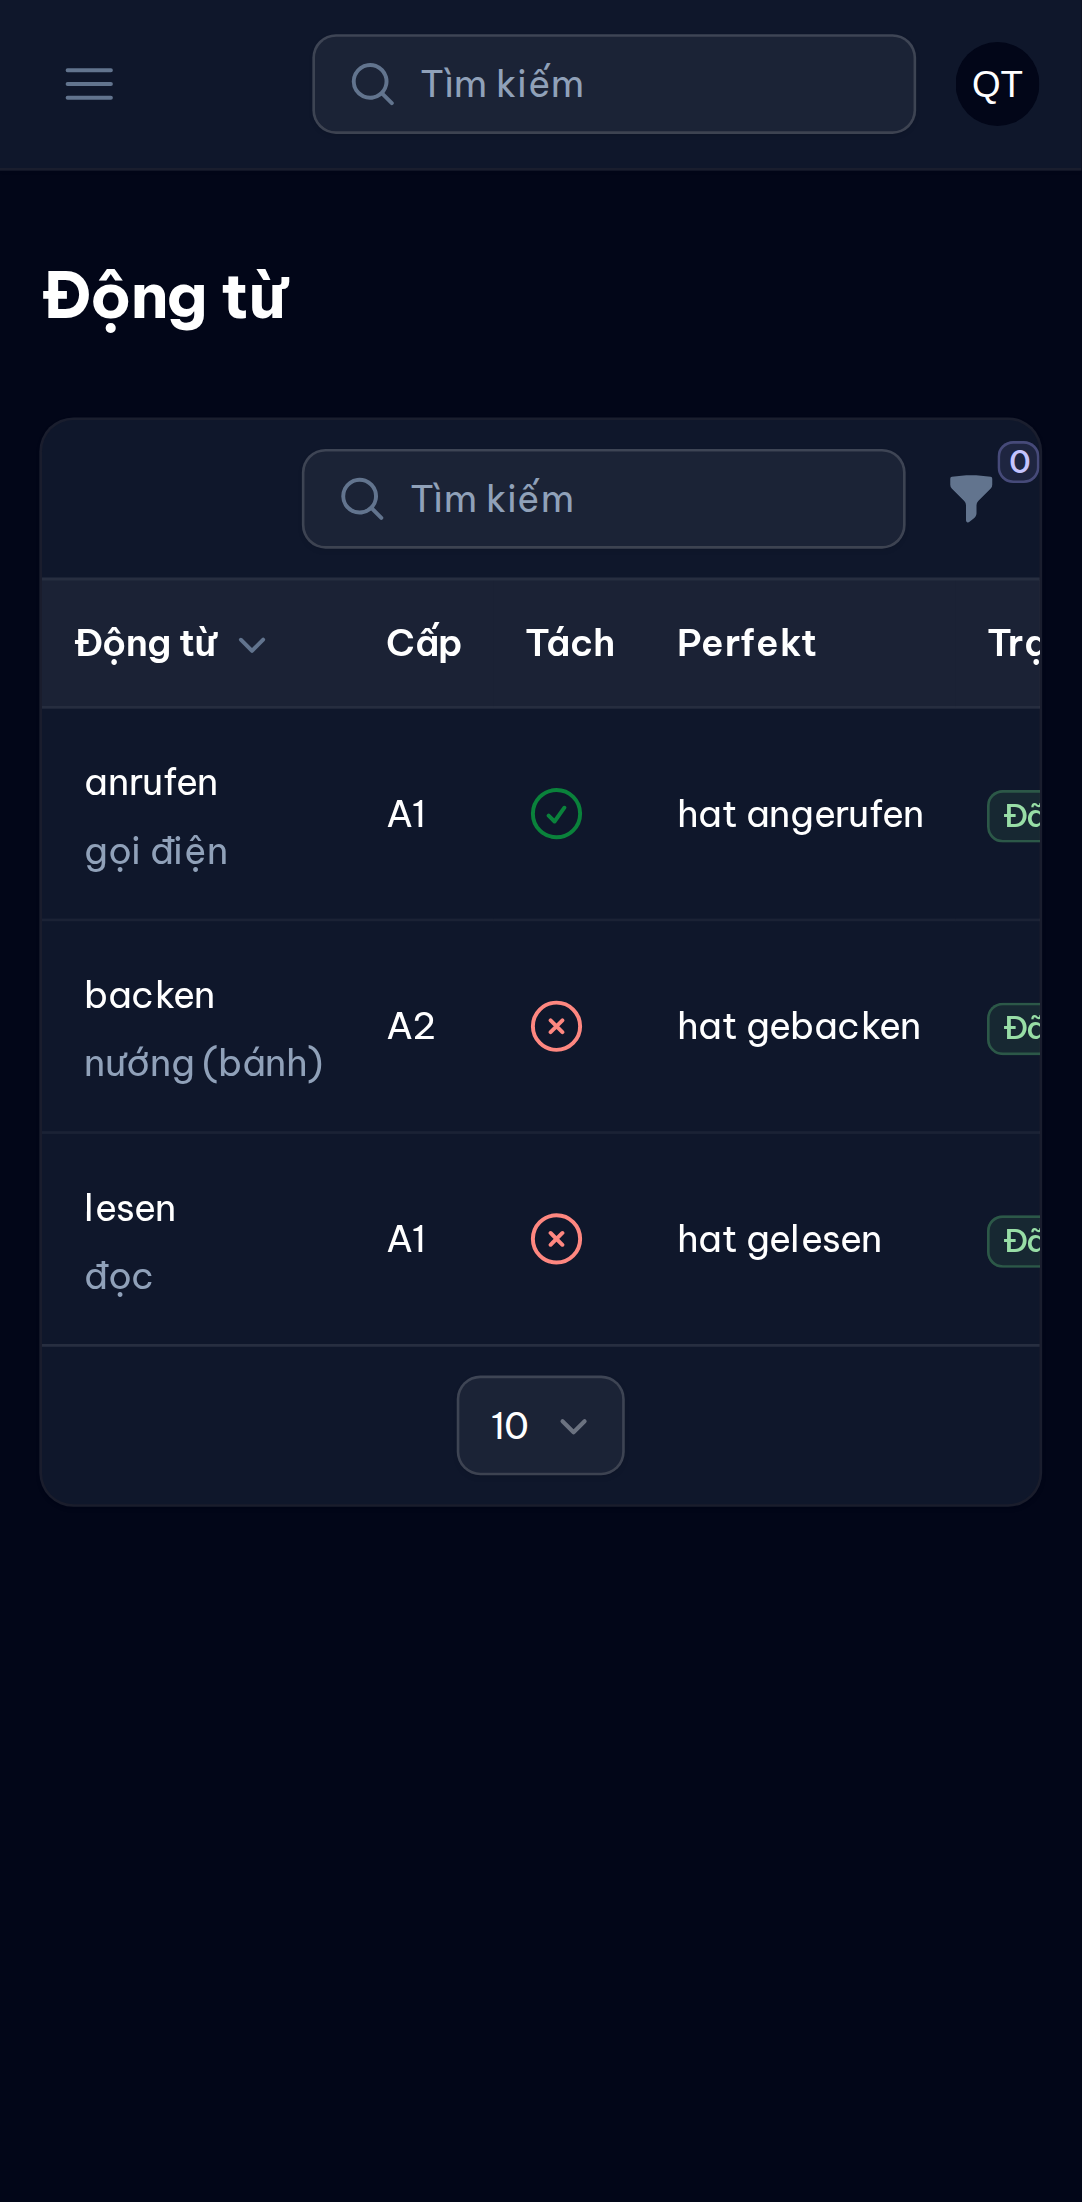 Tìm kiếm
QT
Động từ
Tìm kiếm
0
Động từ Cấp Tách Perfekt
anrufen
gọi điện
A1
hat angerufen
backen
nướng (bánh)
A2
hat gebacken
lesen
đọc
A1
hat gelesen
10